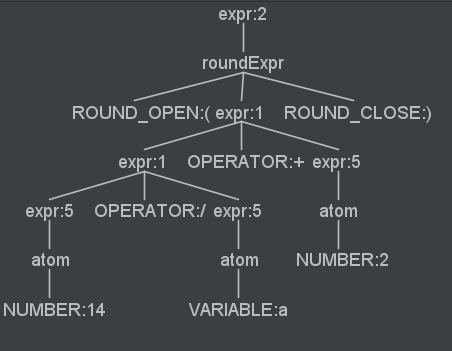 expr:2
roundExpr
ROUND_OPEN:( expr:1 ROUND_CLOSE:)
expr:1 OPERATOR:+ expr:5
expr:5 OPERATOR:/ expr:5 atom
atom atom NUMBER:2
NUMBER:14 VARIABLE:a